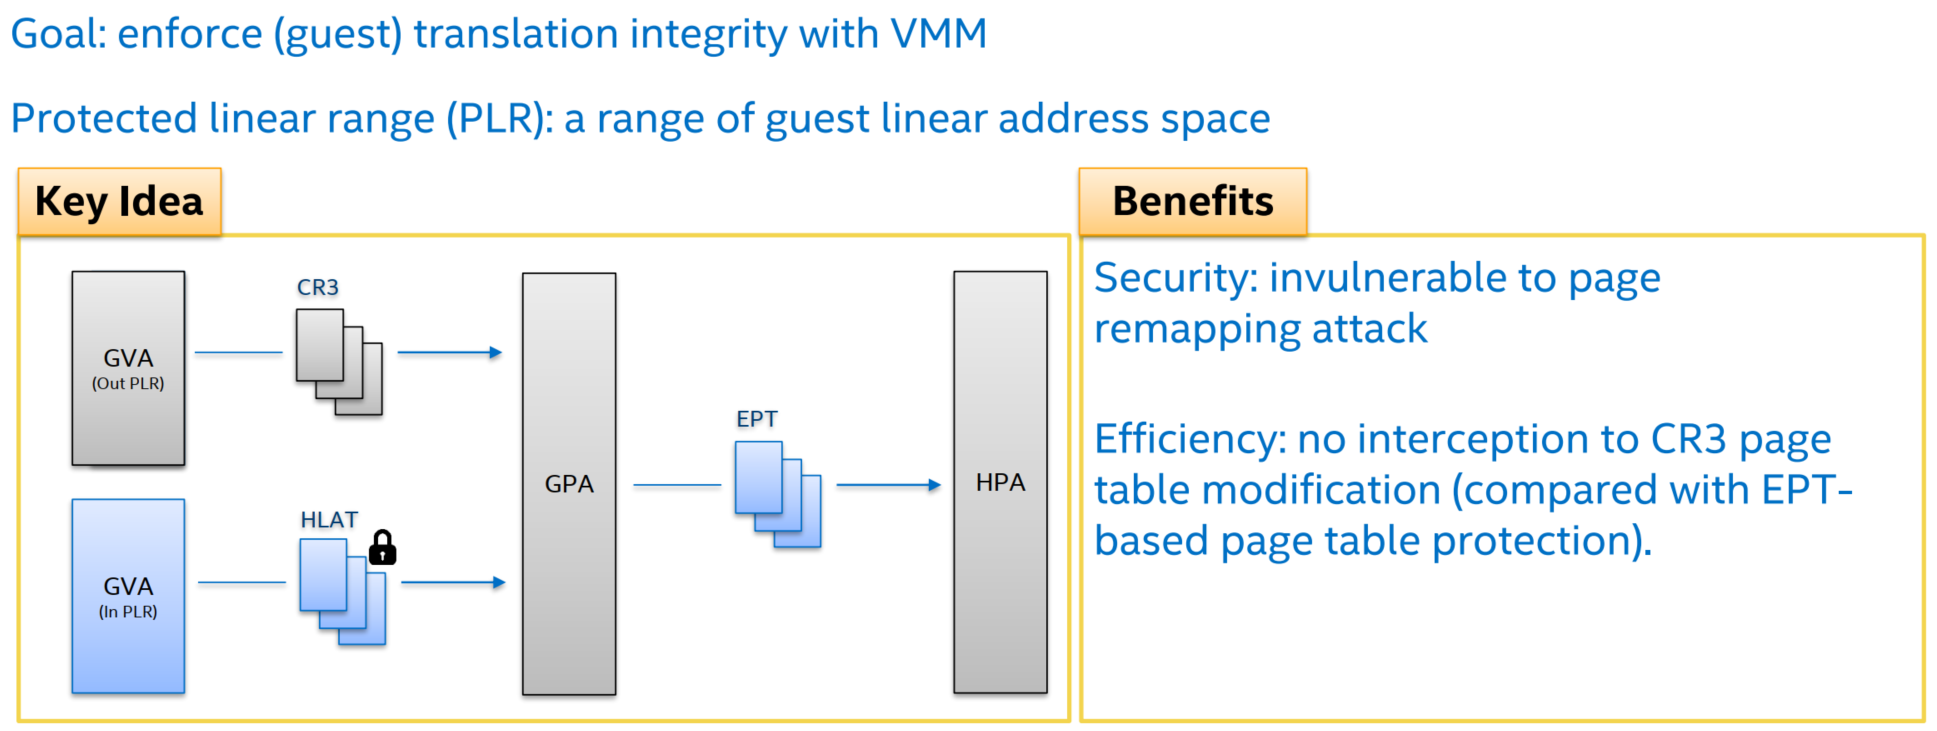 Goal: enforce (guest) translation integrity with VMM
Protected linear range (PLR): a range of guest linear address space
Key Idea
CR3
GVA
(Out PLR)
HLAT
GVA
(In PLR)
GPA
EPT
HPA
Benefits
Security: invulnerable to page
remapping attack
Efficiency: no interception to CR3 page
table modification (compared with EPT-
based page table protection).